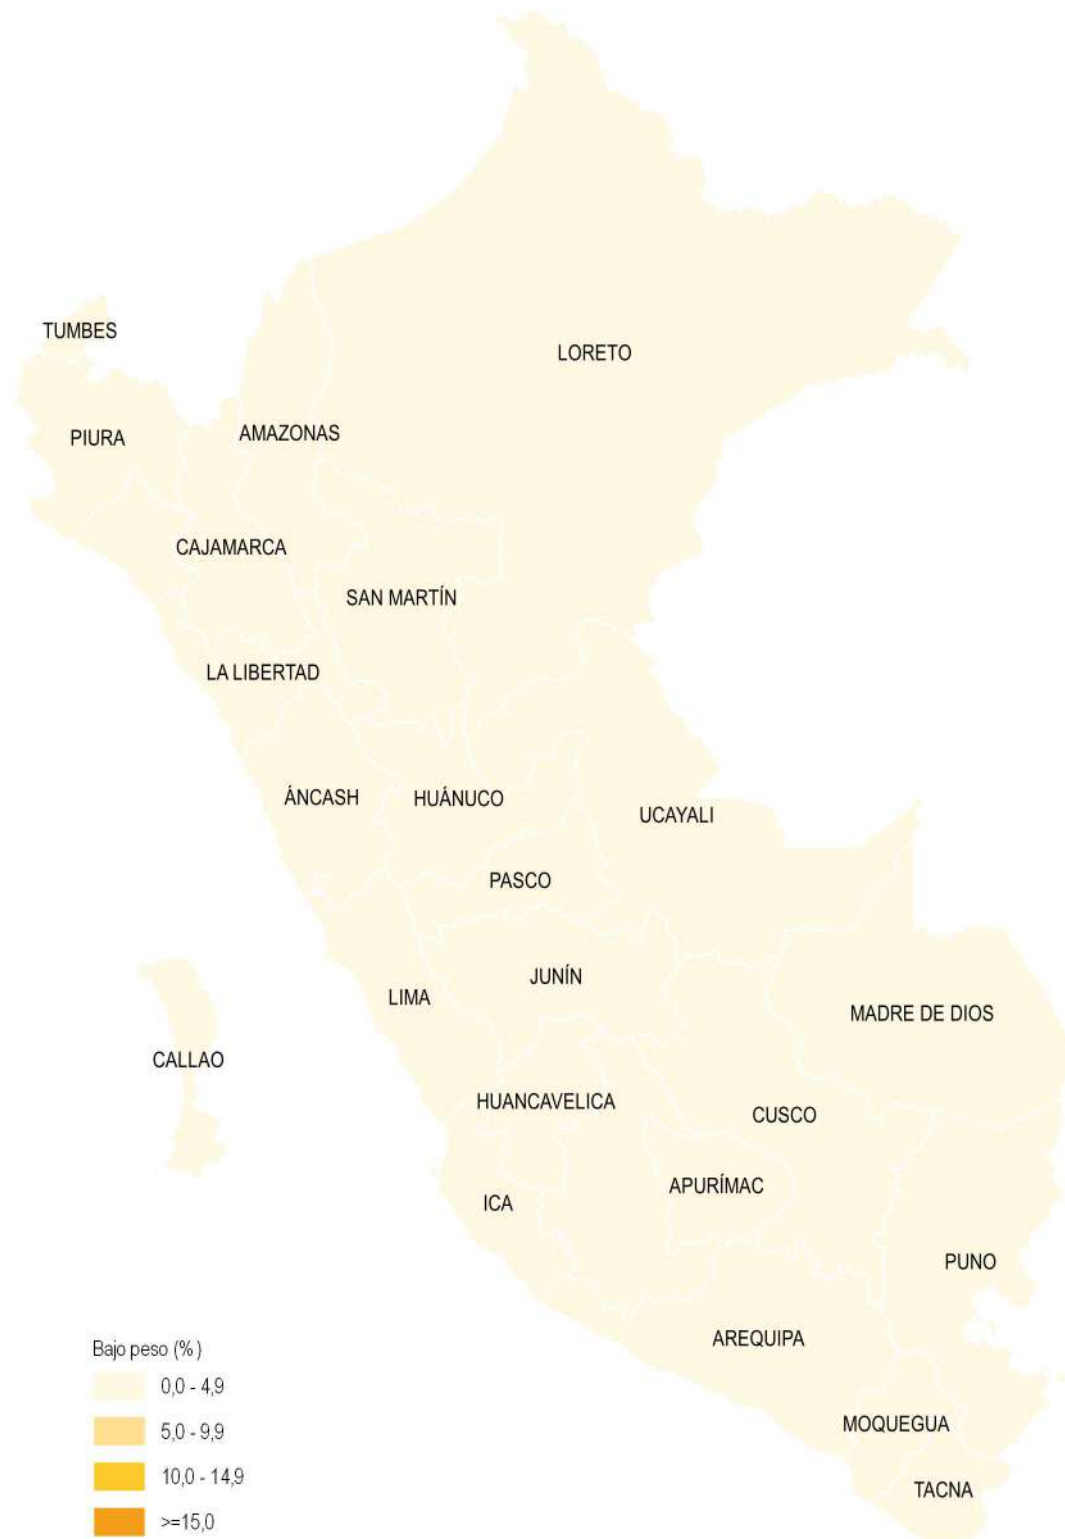 TUMBES
LORETO
PIURA
AMAZONAS
CAJAMARCA
SAN MARTÍN
LA LIBERTAD
ÁNCASH
HUÁNUCO
UCAYALI
PASCO
JUNÍN
LIMA
MADRE DE DIOS
CALLAO
HUANCAVELICA
CUSCO
APURÍMAC
ICA
PUNO
AREQUIPA
MOQUEGUA
TACNA
Bajo peso (%)
0,0 - 4,9
5,0 - 9,9
10,0 - 14,9
>=15,0